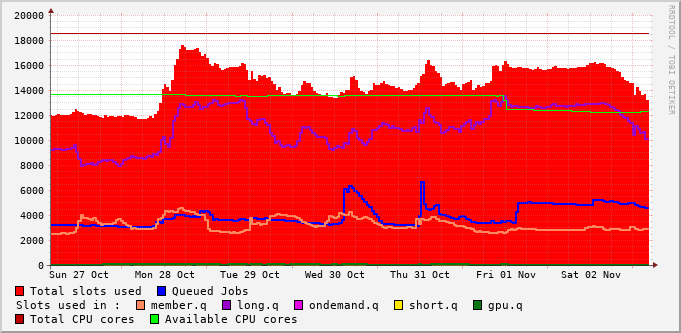 20000
18000
16000
14000
12000
10000
8000
6000
4000
2000
0
Sun 27 Oct Mon 28 Oct Tue 29 Oct Wed 30 Oct Thu 31 Oct Fri 01 Nov Sat 02 Nov
Total slots used Queued Jobs
Slots used in : member.q long.q ondemand.q short.q gpu.q
Total CPU cores Available CPU cores
RRDTOOL / TOBI OETIKER